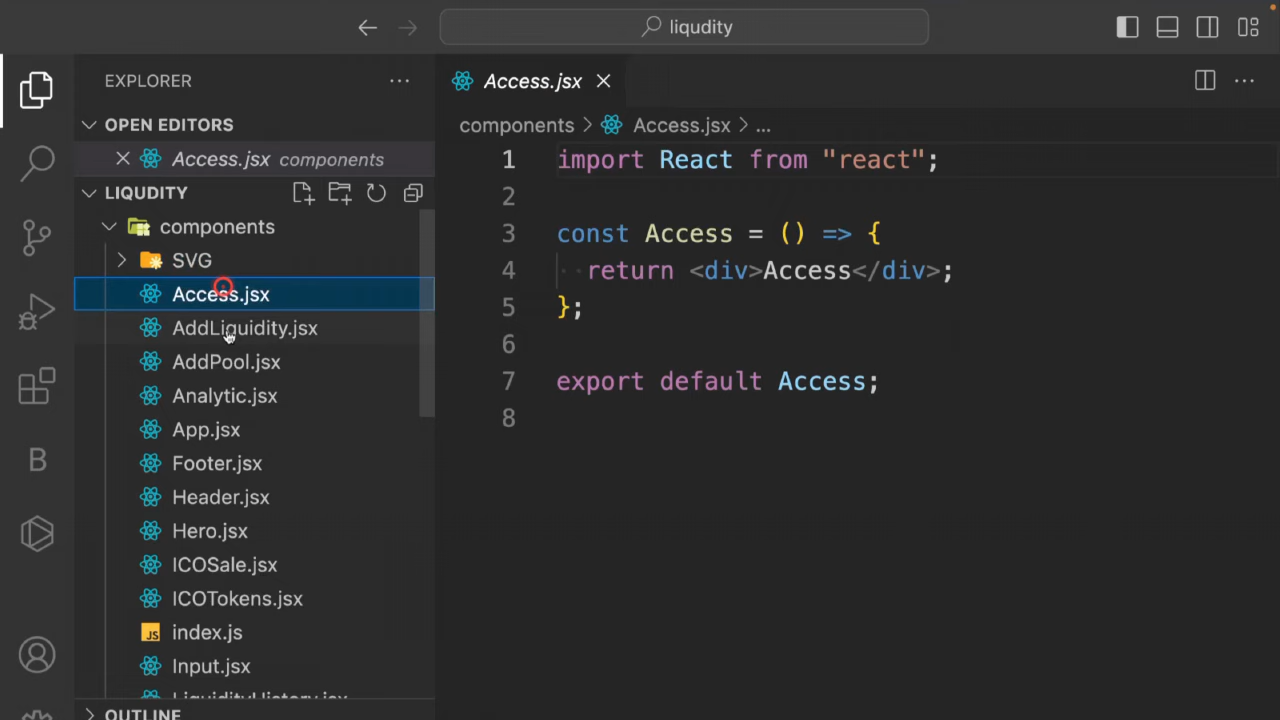 liqudity
EXPLORER
OPEN EDITORS
Access.jsx components
LIQUDITY
components
SVG
Access.jsx
AddLiquidity.jsx
AddPool.jsx
Analytic.jsx
App.jsx
Footer.jsx
Header.jsx
Hero.jsx
ICOSale.jsx
ICOTokens.jsx
JS index.js
Input.jsx
LiquidityHistory.jsx
OUTLINE
B
Access.jsx
components > Access.jsx > ...
1 import React from "react";
2
3 const Access = () => {
4 return <div>Access</div>;
5 };
6
7 export default Access;
8